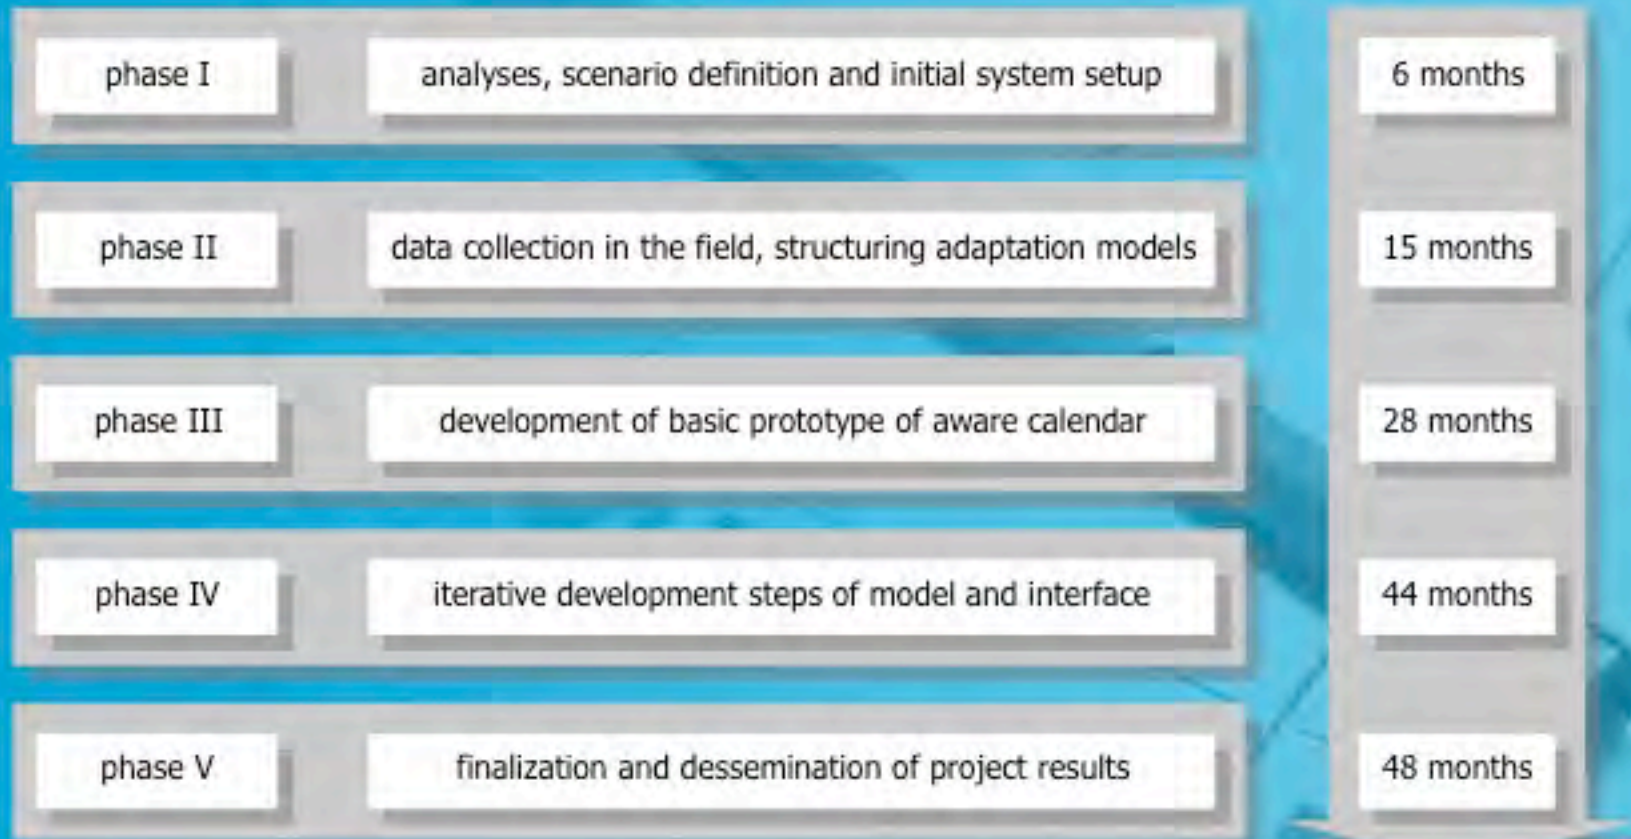 phase I analyses, scenario definition and initial system setup 6 months
phase II data collection in the field, structuring adaptation models 15 months
phase III development of basic prototype of aware calendar 28 months
phase IV iterative development steps of model and interface 44 months
phase V finalization and dessemination of project results 48 months